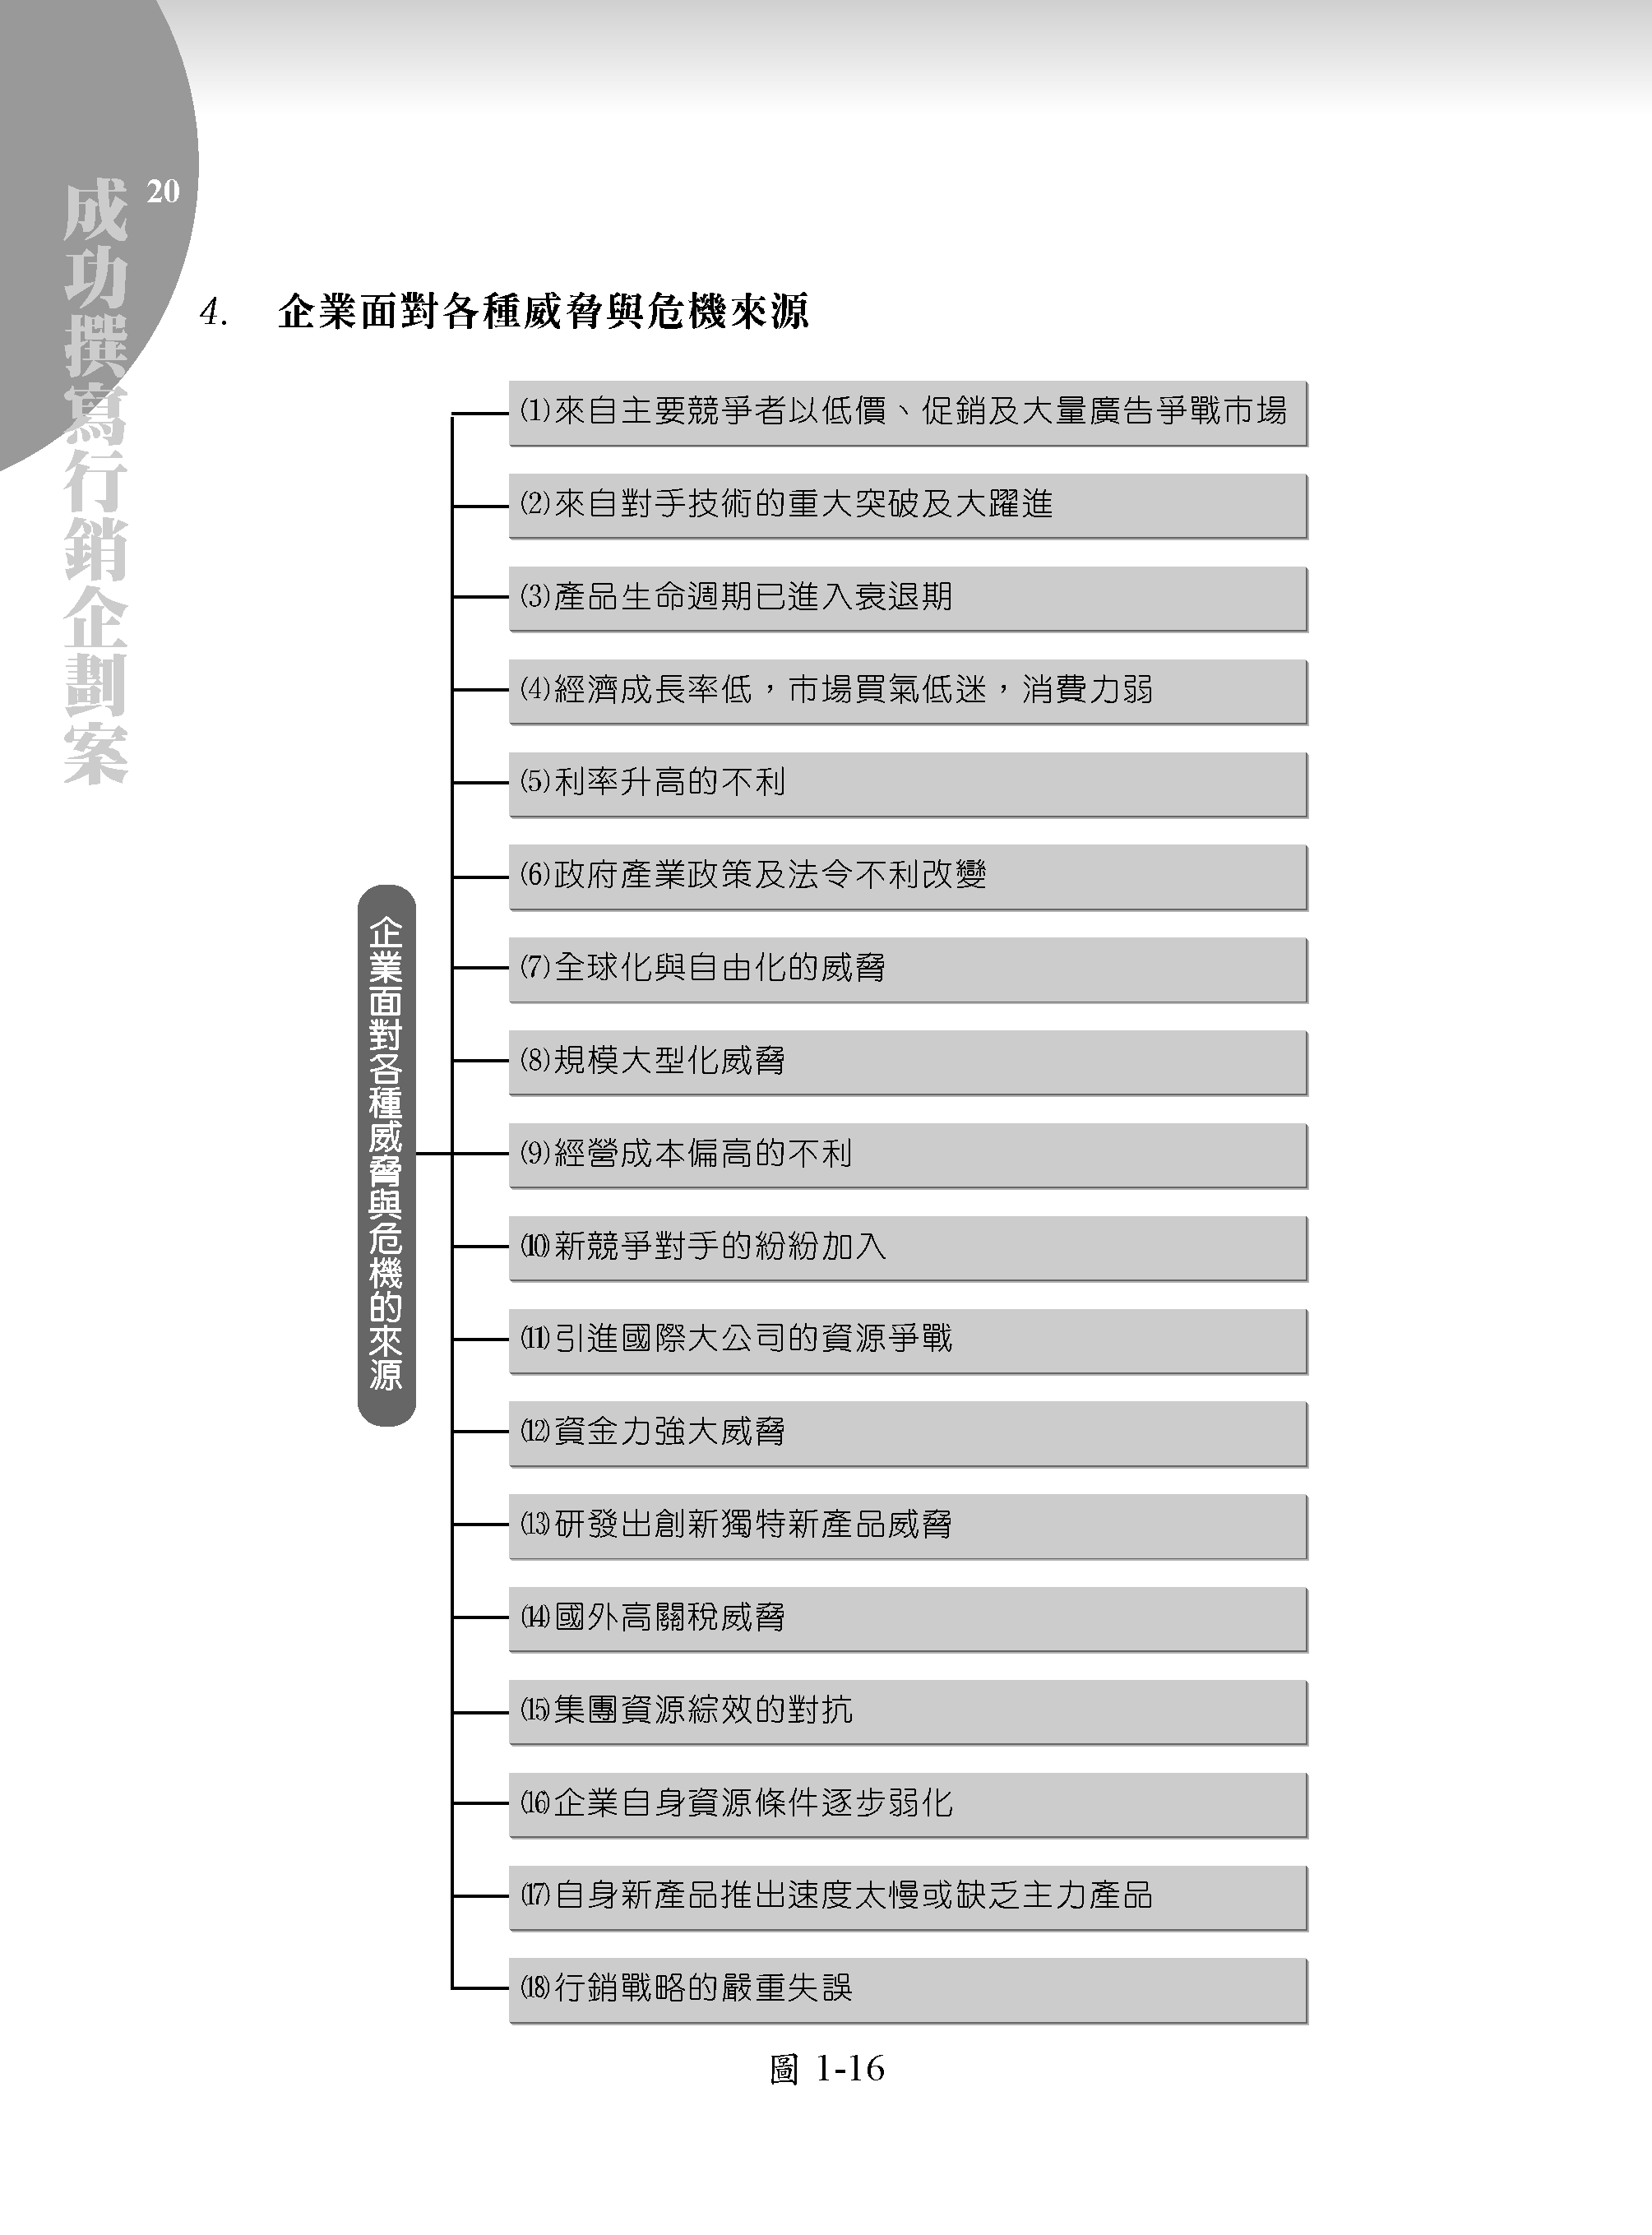 20
成功撰寫行銷企劃案
4. 企業面對各種威脅與危機來源
企業面對各種威脅與危機的來源
(1)來自主要競爭者以低價、促銷及大量廣告爭戰市場
(2)來自對手技術的重大突破及大躍進
(3)產品生命週期已進入衰退期
(4)經濟成長率低，市場買氣低迷，消費力弱
(5)利率升高的不利
(6)政府產業政策及法令不利改變
(7)全球化與自由化的威脅
(8)規模大型化威脅
(9)經營成本偏高的不利
(10)新競爭對手的紛紛加入
(11)引進國際大公司的資源爭戰
(12)資金力強大威脅
(13)研發出創新獨特新產品威脅
(14)國外高關稅威脅
(15)集團資源綜效的對抗
(16)企業自身資源條件逐步弱化
(17)自身新產品推出速度太慢或缺乏主力產品
(18)行銷戰略的嚴重失誤
圖 1-16